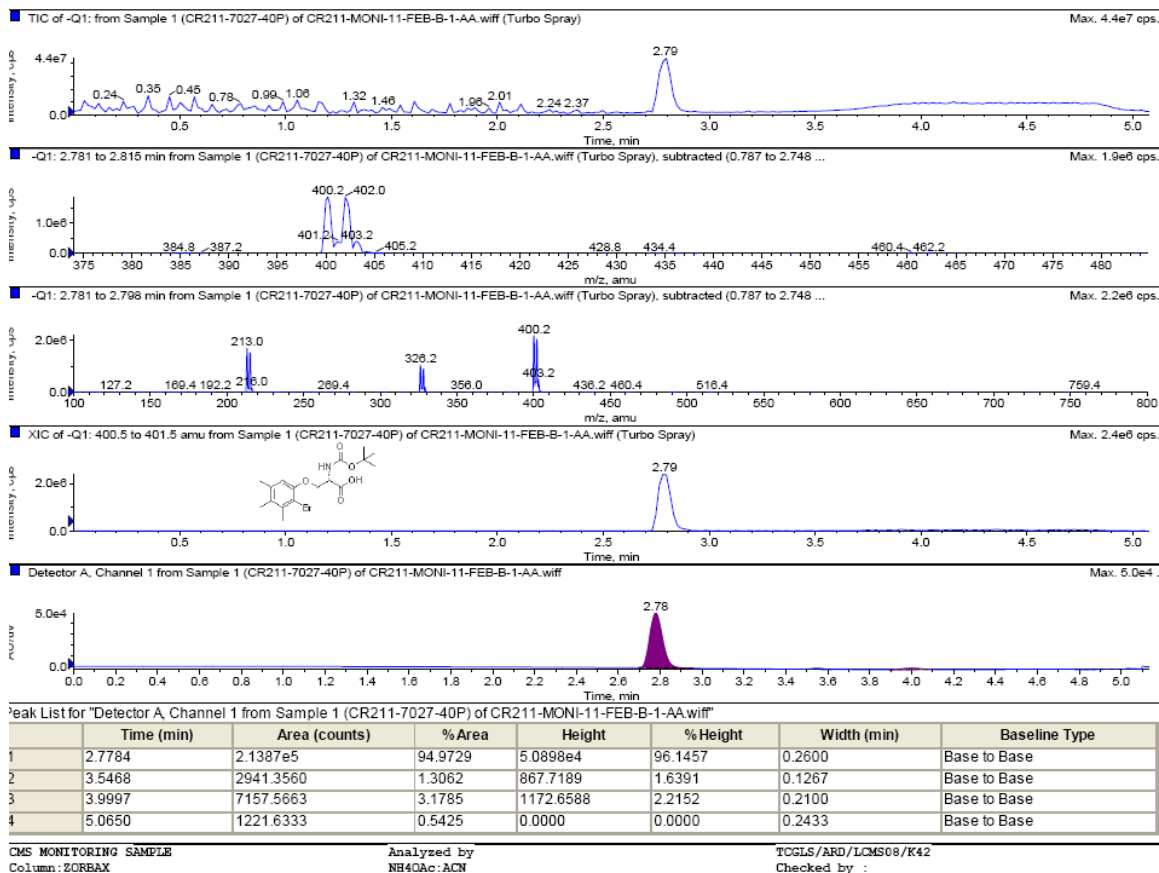 TIC of -Q1: from Sample 1 (CR211-7027-40P) of CR211-MONI-11-FEB-B-1-AA.wiff (Turbo Spray) Max. 4.4e7 cps.
2.79
4.4e7
0.24 0.35 0.45 0.78 0.99 1.06 1.32 1.46 1.96 2.01 2.24 2.37
0.0
0.5 1.0 1.5 2.0 2.5 3.0 3.5 4.0 4.5 5.0
Time, min
-Q1: 2.781 to 2.815 min from Sample 1 (CR211-7027-40P) of CR211-MONI-11-FEB-B-1-AA.wiff (Turbo Spray), subtracted (0.787 to 2.748 ... Max. 1.9e6 cps.
400.2 402.0
1.0e6
401.2 403.2
384.8 387.2 405.2 428.8 434.4 460.4 462.2
0.0
375 380 385 390 395 400 405 410 415 420 425 430 435 440 445 450 455 460 465 470 475 480
m/z, amu
-Q1: 2.781 to 2.798 min from Sample 1 (CR211-7027-40P) of CR211-MONI-11-FEB-B-1-AA.wiff (Turbo Spray), subtracted (0.787 to 2.748 ... Max. 2.2e6 cps.
400.2
2.0e6
213.0
326.2
403.2
127.2 169.4 192.2 216.0 269.4 356.0 436.2 460.4 516.4 759.4
0.0
100 150 200 250 300 350 400 450 500 550 600 650 700 750 800
m/z, amu
XIC of -Q1: 400.5 to 401.5 amu from Sample 1 (CR211-7027-40P) of CR211-MONI-11-FEB-B-1-AA.wiff (Turbo Spray) Max. 2.4e6 cps.
O
HN O
O OH
Br O
2.79
2.0e6
0.0
0.5 1.0 1.5 2.0 2.5 3.0 3.5 4.0 4.5 5.0
Time, min
Detector A, Channel 1 from Sample 1 (CR211-7027-40P) of CR211-MONI-11-FEB-B-1-AA.wiff Max. 5.0e4 .
2.78
5.0e4
0.0
0.0 0.2 0.4 0.6 0.8 1.0 1.2 1.4 1.6 1.8 2.0 2.2 2.4 2.6 2.8 3.0 3.2 3.4 3.6 3.8 4.0 4.2 4.4 4.6 4.8 5.0
Time, min
Peak List for "Detector A, Channel 1 from Sample 1 (CR211-7027-40P) of CR211-MONI-11-FEB-B-1-AA.wiff"
Time (min) Area (counts) %Area Height %Height Width (min) Baseline Type
1 2.7784 2.1387e5 94.9729 5.0898e4 96.1457 0.2600 Base to Base
2 3.5468 2941.3560 1.3062 867.7189 1.6391 0.1267 Base to Base
3 3.9997 7157.5663 3.1785 1172.6588 2.2152 0.2100 Base to Base
4 5.0650 1221.6333 0.5425 0.0000 0.0000 0.2433 Base to Base
CMS MONITORING SAMPLE Analyzed by TCGLS/ARD/LCMS08/K42
Column:ZORBAX NH4OAc:ACN Checked by :